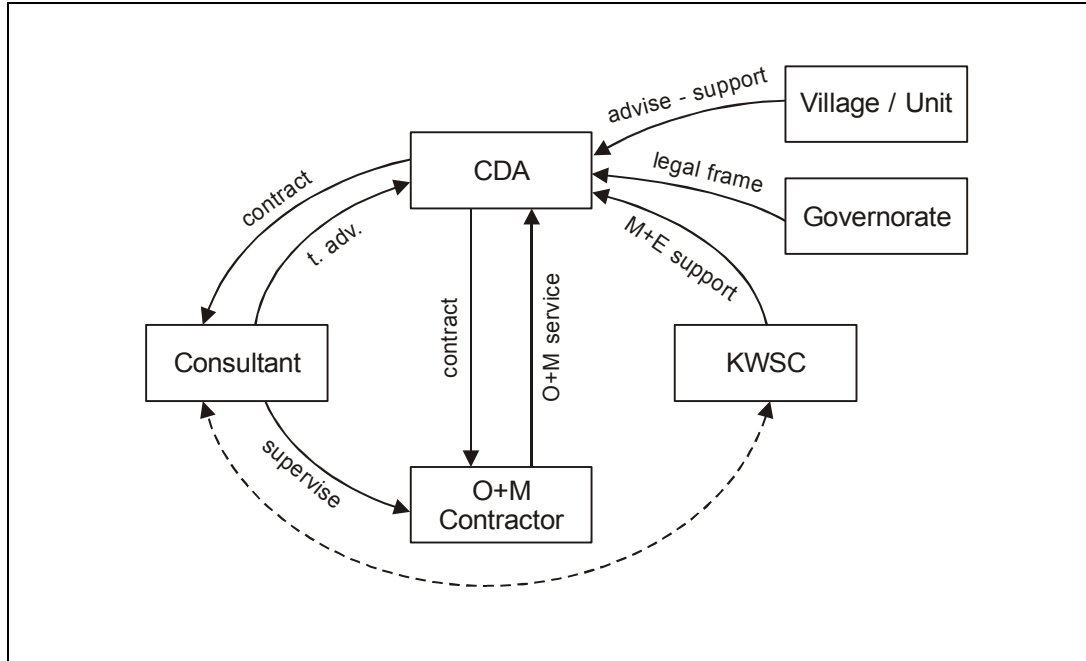 Village / Unit
advise - support
CDA
legal frame
Governorate
contract
t. adv.
M+E support
contract
O+M service
Consultant
KWSC
supervise
O+M
Contractor